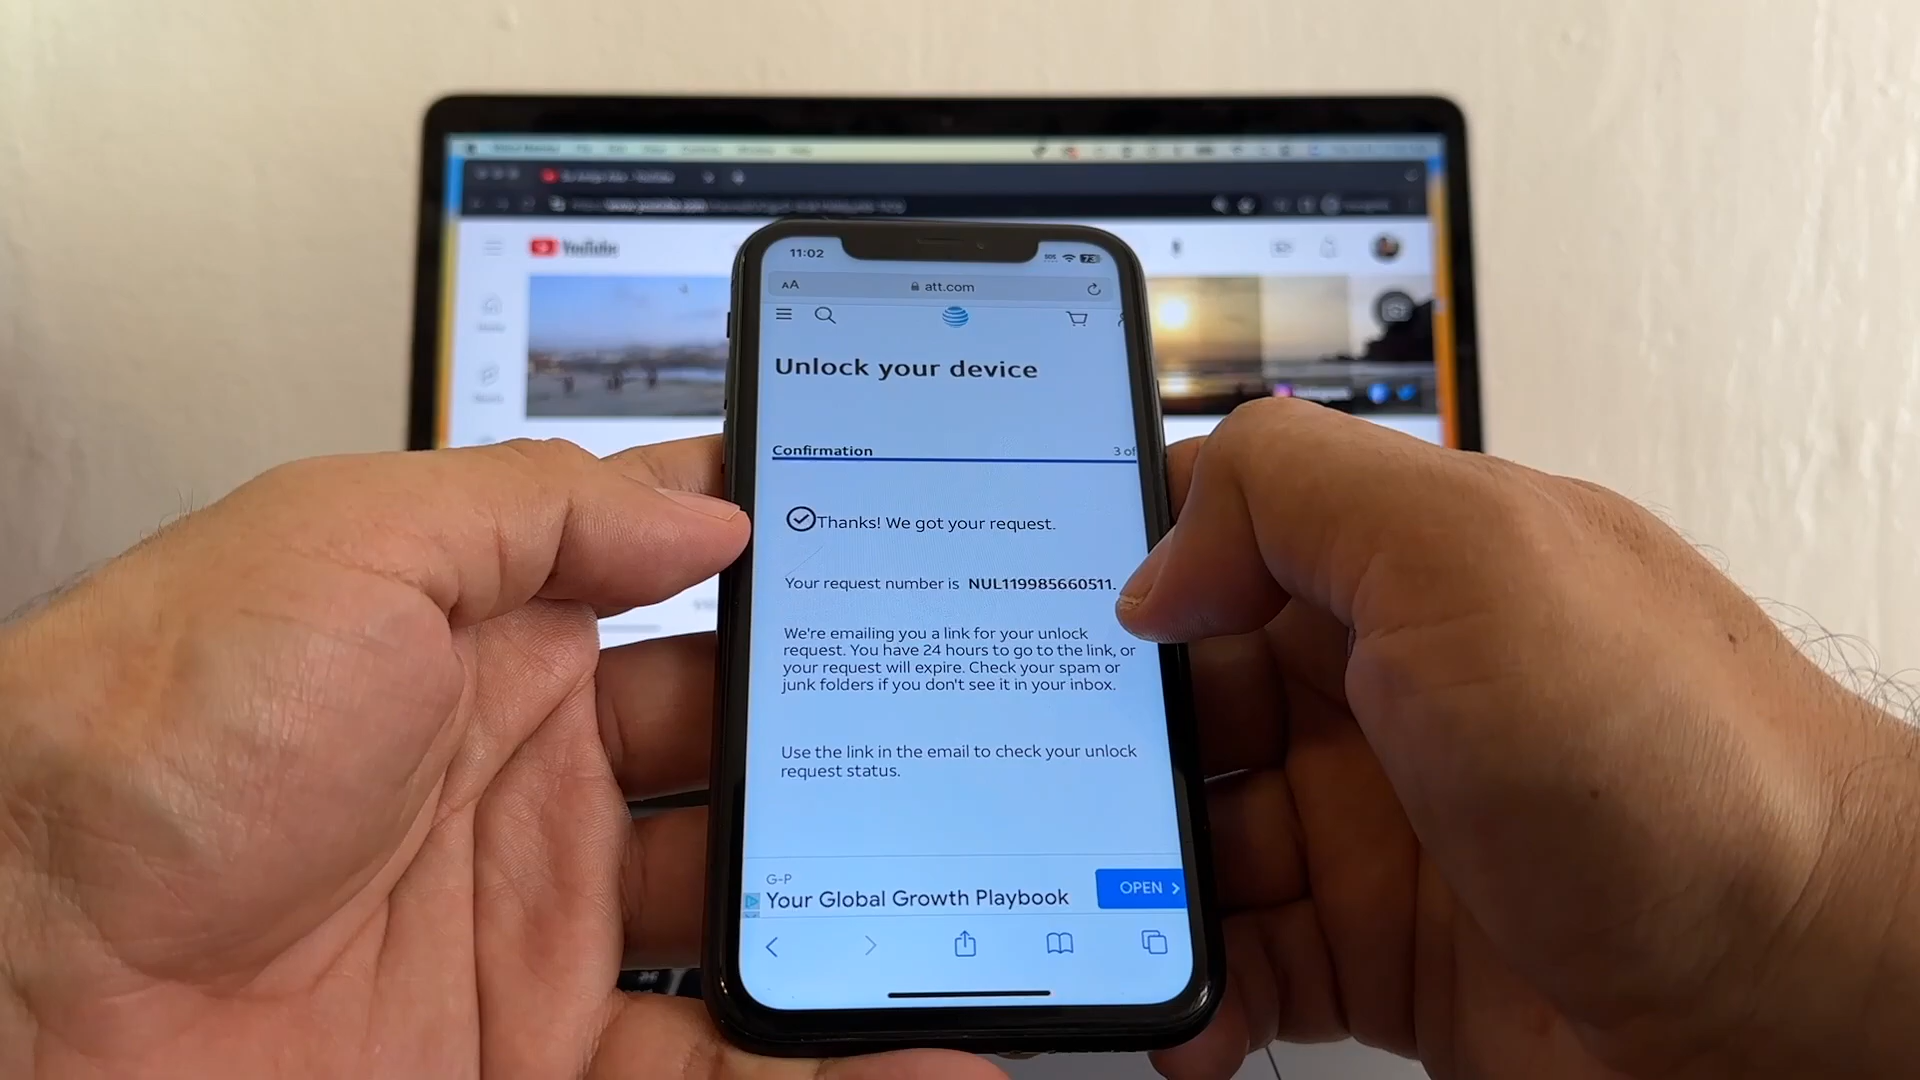 YouTube
11:02
SOS
73
AA
att.com
Unlock your device
Confirmation
3 of
Thanks! We got your request.
Your request number is NUL119985660511.
We're emailing you a link for your unlock
request. You have 24 hours to go to the link, or
your request will expire. Check your spam or
junk folders if you don't see it in your inbox.
Use the link in the email to check your unlock
request status.
G-P
Your Global Growth Playbook
OPEN